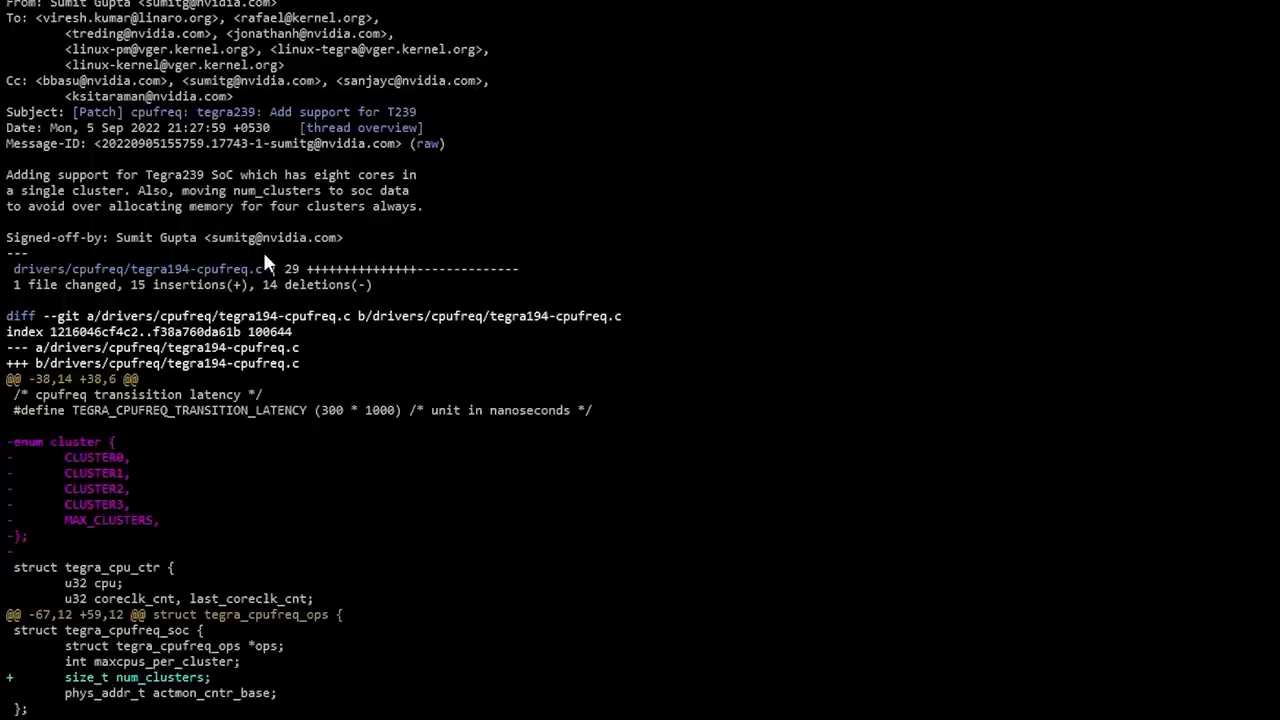 From: Sumit Gupta <sumitg@nvidia.com>
To: <viresh.kumar@linaro.org>, <rafael@kernel.org>,
<treding@nvidia.com>, <jonathanh@nvidia.com>,
<linux-pm@vger.kernel.org>, <linux-tegra@vger.kernel.org>,
<linux-kernel@vger.kernel.org>
Cc: <bbasu@nvidia.com>, <sumitg@nvidia.com>, <sanjayc@nvidia.com>,
<ksitaraman@nvidia.com>
Subject: [Patch] cpufreq: tegra239: Add support for T239
Date: Mon, 5 Sep 2022 21:27:59 +0530 [thread overview]
Message-ID: <20220905155759.17743-1-sumitg@nvidia.com> (raw)
Adding support for Tegra239 SoC which has eight cores in
a single cluster. Also, moving num_clusters to soc data
to avoid over allocating memory for four clusters always.
Signed-off-by: Sumit Gupta <sumitg@nvidia.com>
---
drivers/cpufreq/tegra194-cpufreq.c | 29 +++++++++++++++--------------
1 file changed, 15 insertions(+), 14 deletions(-)
diff --git a/drivers/cpufreq/tegra194-cpufreq.c b/drivers/cpufreq/tegra194-cpufreq.c
index 1216046cf4c2..f38a760da61b 100644
--- a/drivers/cpufreq/tegra194-cpufreq.c
+++ b/drivers/cpufreq/tegra194-cpufreq.c
@@ -38,14 +38,6 @@
/* cpufreq transisition latency */
#define TEGRA_CPUFREQ_TRANSITION_LATENCY (300 * 1000) /* unit in nanoseconds */
-enum cluster {
- CLUSTER0,
- CLUSTER1,
- CLUSTER2,
- CLUSTER3,
- MAX_CLUSTERS,
-};
-
struct tegra_cpu_ctr {
u32 cpu;
u32 coreclk_cnt, last_coreclk_cnt;
@@ -67,12 +59,12 @@ struct tegra_cpufreq_ops {
struct tegra_cpufreq_soc {
struct tegra_cpufreq_ops *ops;
int maxcpus_per_cluster;
+ size_t num_clusters;
phys_addr_t actmon_cntr_base;
};